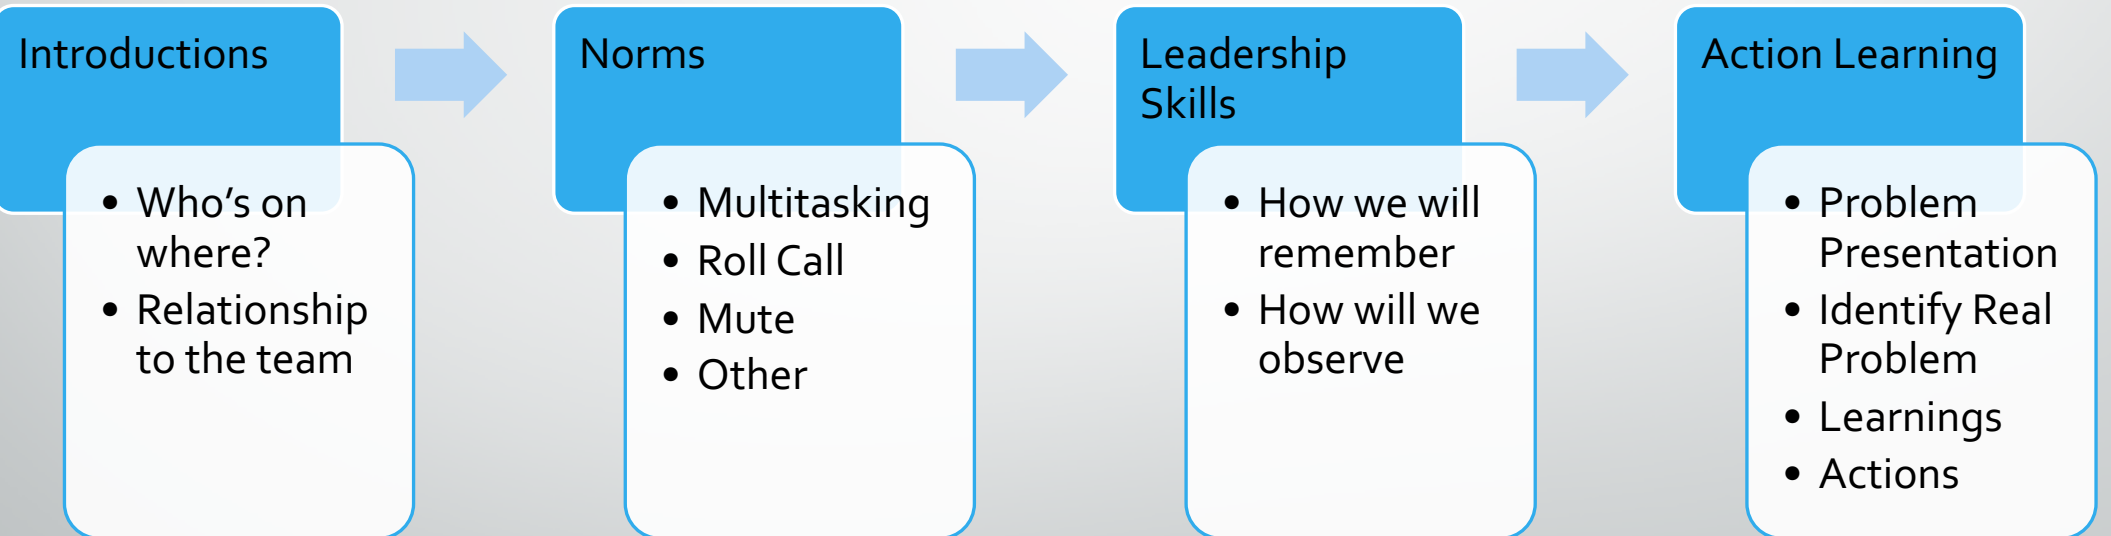 Introductions
• Who's on
where?
• Relationship
to the team
Norms
• Multitasking
• Roll Call
• Mute
• Other
Leadership
Skills
• How we will
remember
• How will we
observe
Action Learning
• Problem
Presentation
• Identify Real
Problem
• Learnings
• Actions